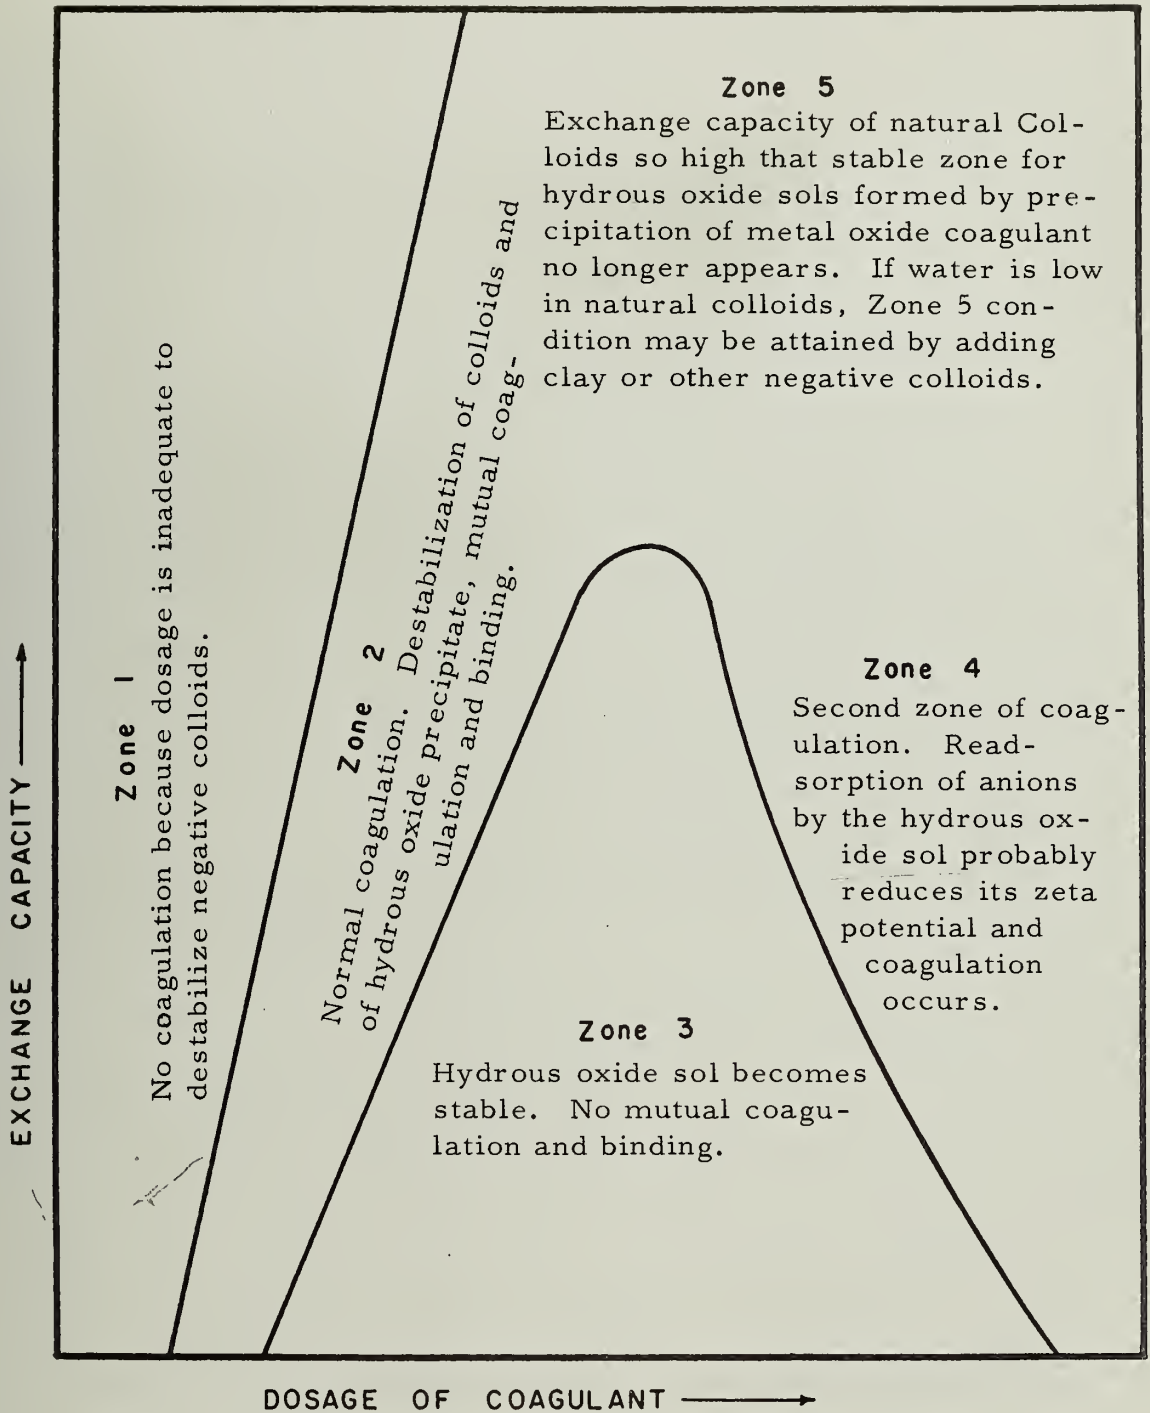 Zone 5
Exchange capacity of natural Col-
loids so high that stable zone for
hydrous oxide sols formed by pre-
cipitation of metal oxide coagulant
no longer appears. If water is low
in natural colloids, Zone 5 con-
dition may be attained by adding
clay or other negative colloids.
Zone 1
No coagulation because dosage is inadequate to
destabilize negative colloids.
Zone 2
Normal coagulation. Destabilization of colloids and
of hydrous oxide precipitate, mutual coag-
ulation and binding.
Zone 4
Second zone of coag-
ulation. Read-
sorption of anions
by the hydrous ox-
ide sol probably
reduces its zeta
potential and
coagulation
occurs.
Zone 3
Hydrous oxide sol becomes
stable. No mutual coagu-
lation and binding.
EXCHANGE CAPACITY
DOSAGE OF COAGULANT